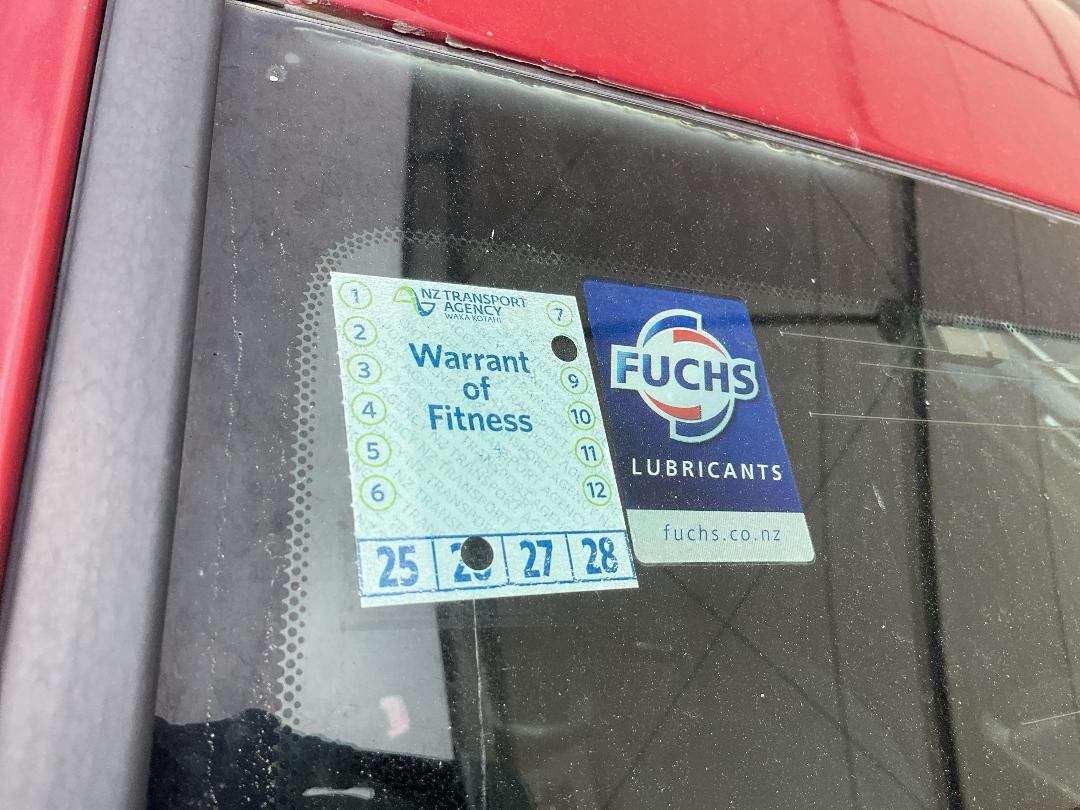 NZ TRANSPORT
AGENCY
WAKA KOTAHI
Warrant
of
Fitness
1
2
3
4
5
6
7
9
10
11
12
25 27 28
FUCHS
LUBRICANTS
fuchs.co.nz